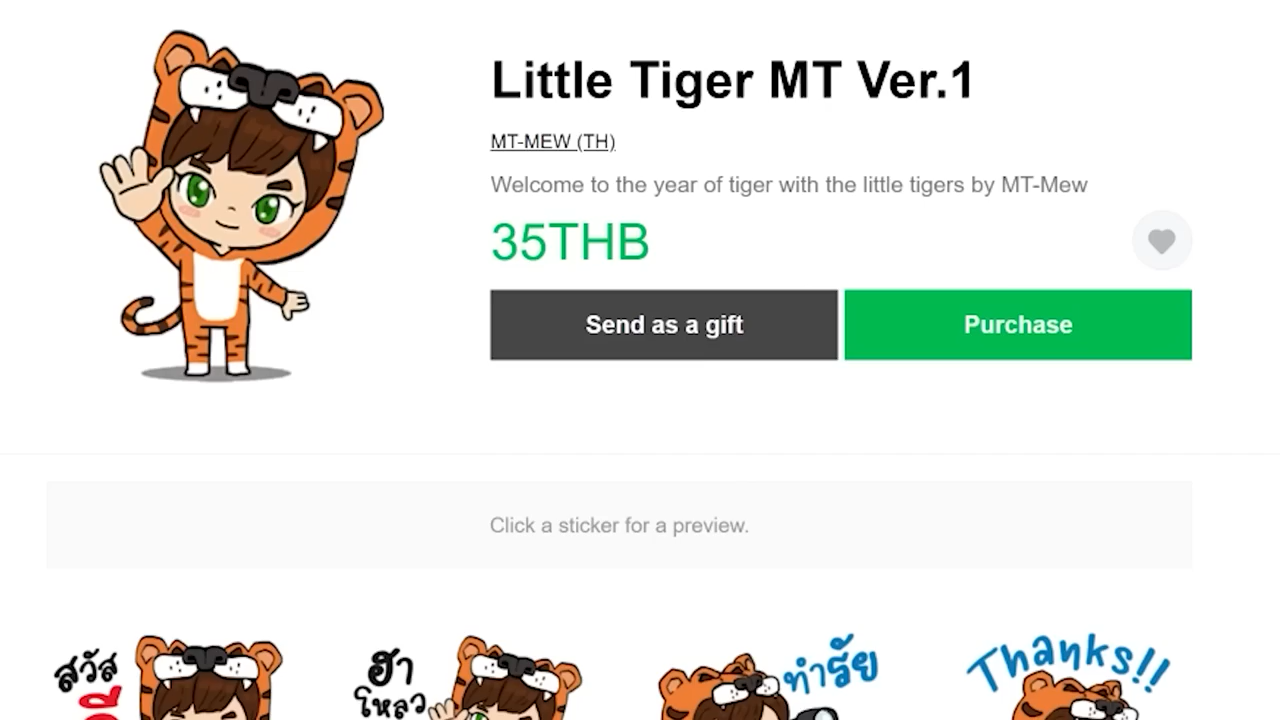 Little Tiger MT Ver.1
MT-MEW (TH)
Welcome to the year of tiger with the little tigers by MT-Mew
35THB
Send as a gift
Purchase
Click a sticker for a preview.
สวัส
ดี
ฮา
โหลว
ทำรัย
Thanks!!